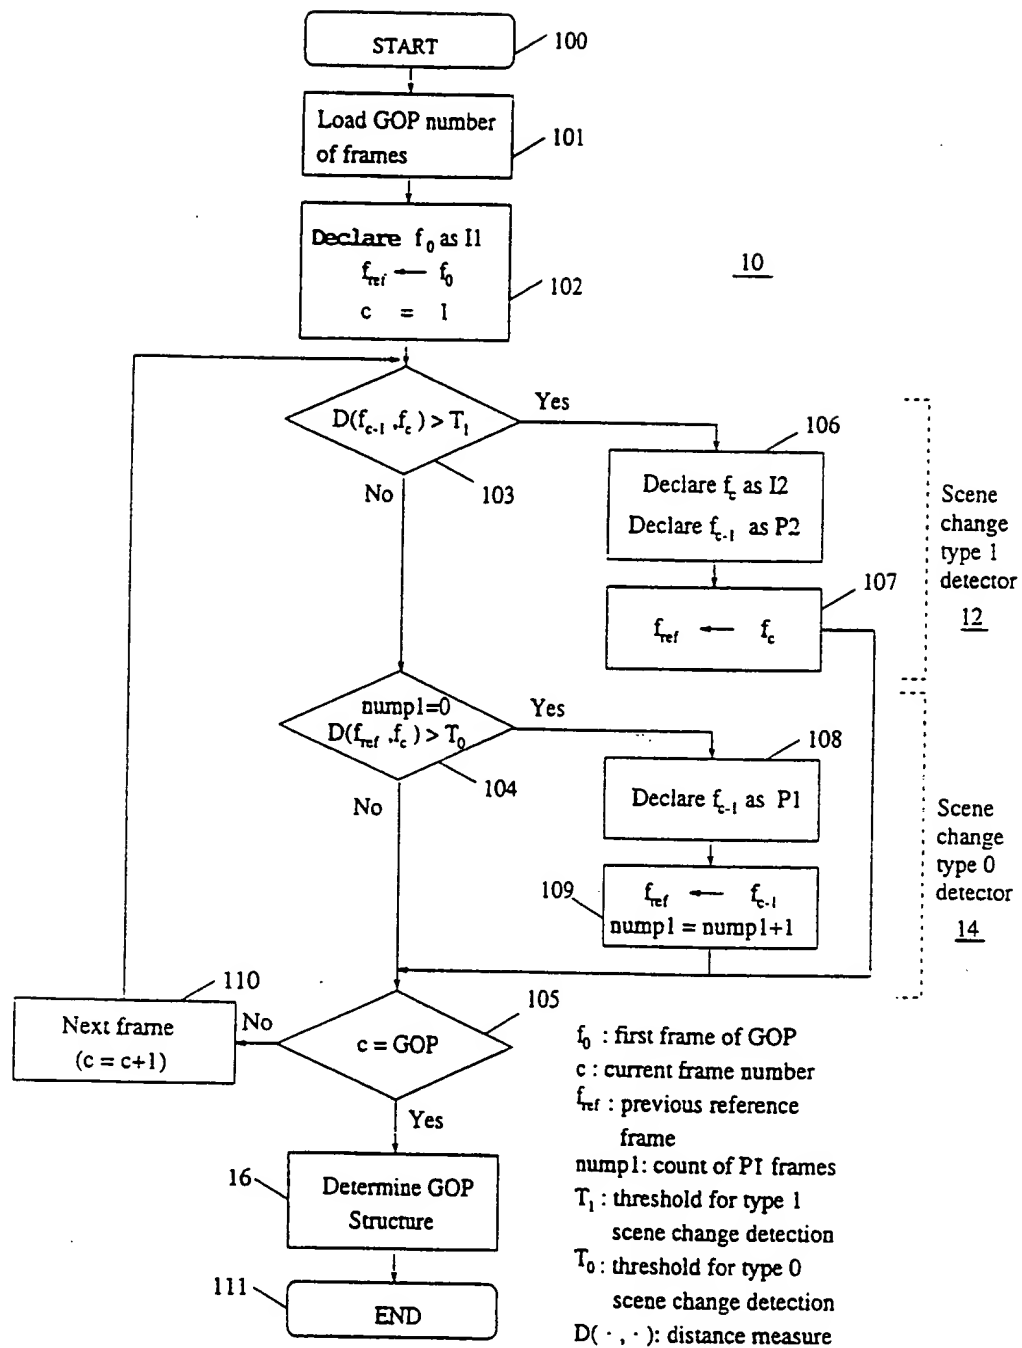 START
100
Load GOP number
of frames
101
Declare f0 as I1
fref ← f0
c = 1
102
10
D(fc-1 ,fc) > T1
Yes
No
103
106
Declare fc as I2
Declare fc-1 as P2
107
fref ← fc
Scene
change
type 1
detector
12
nump1=0
D(fref ,fc) > T0
Yes
No
104
108
Declare fc-1 as P1
109
fref ← fc-1
nump1 = nump1+1
Scene
change
type 0
detector
14
110
Next frame
(c = c+1)
No
c = GOP
105
Yes
16
Determine GOP
Structure
111
END
f0 : first frame of GOP
c : current frame number
fref : previous reference
frame
nump1: count of P1 frames
T1 : threshold for type 1
scene change detection
T0 : threshold for type 0
scene change detection
D( · , · ): distance measure